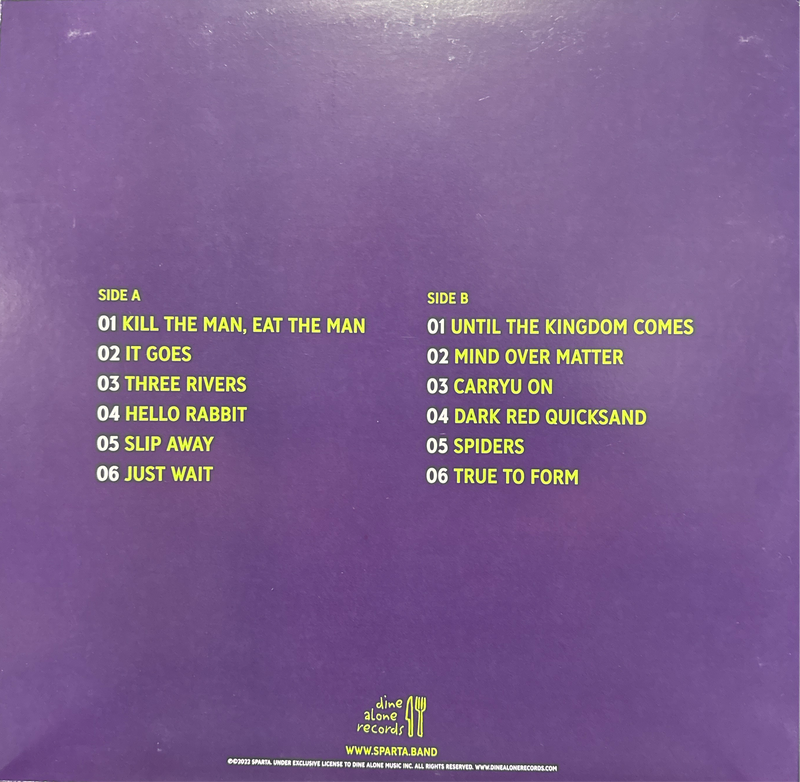 SIDE A
01 KILL THE MAN, EAT THE MAN
02 IT GOES
03 THREE RIVERS
04 HELLO RABBIT
05 SLIP AWAY
06 JUST WAIT
SIDE B
01 UNTIL THE KINGDOM COMES
02 MIND OVER MATTER
03 CARRYU ON
04 DARK RED QUICKSAND
05 SPIDERS
06 TRUE TO FORM
dine
alone
records
WWW.SPARTA.BAND
℗©2022 SPARTA. UNDER EXCLUSIVE LICENSE TO DINE ALONE MUSIC INC. ALL RIGHTS RESERVED. WWW.DINEALONERECORDS.COM